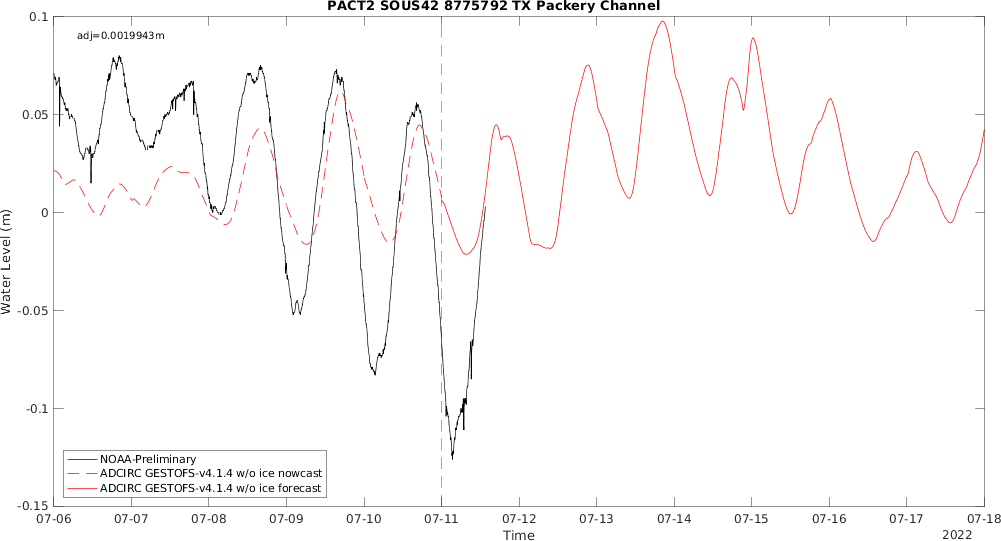 PACT2 SOUS42 8775792 TX Packery Channel
adj=0.0019943m
0.1
0.05
0
-0.05
-0.1
-0.15
Water Level (m)
NOAA-Preliminary
ADCIRC GESTOFS-v4.1.4 w/o ice nowcast
ADCIRC GESTOFS-v4.1.4 w/o ice forecast
07-06 07-07 07-08 07-09 07-10 07-11 07-12 07-13 07-14 07-15 07-16 07-17 07-18
Time
2022